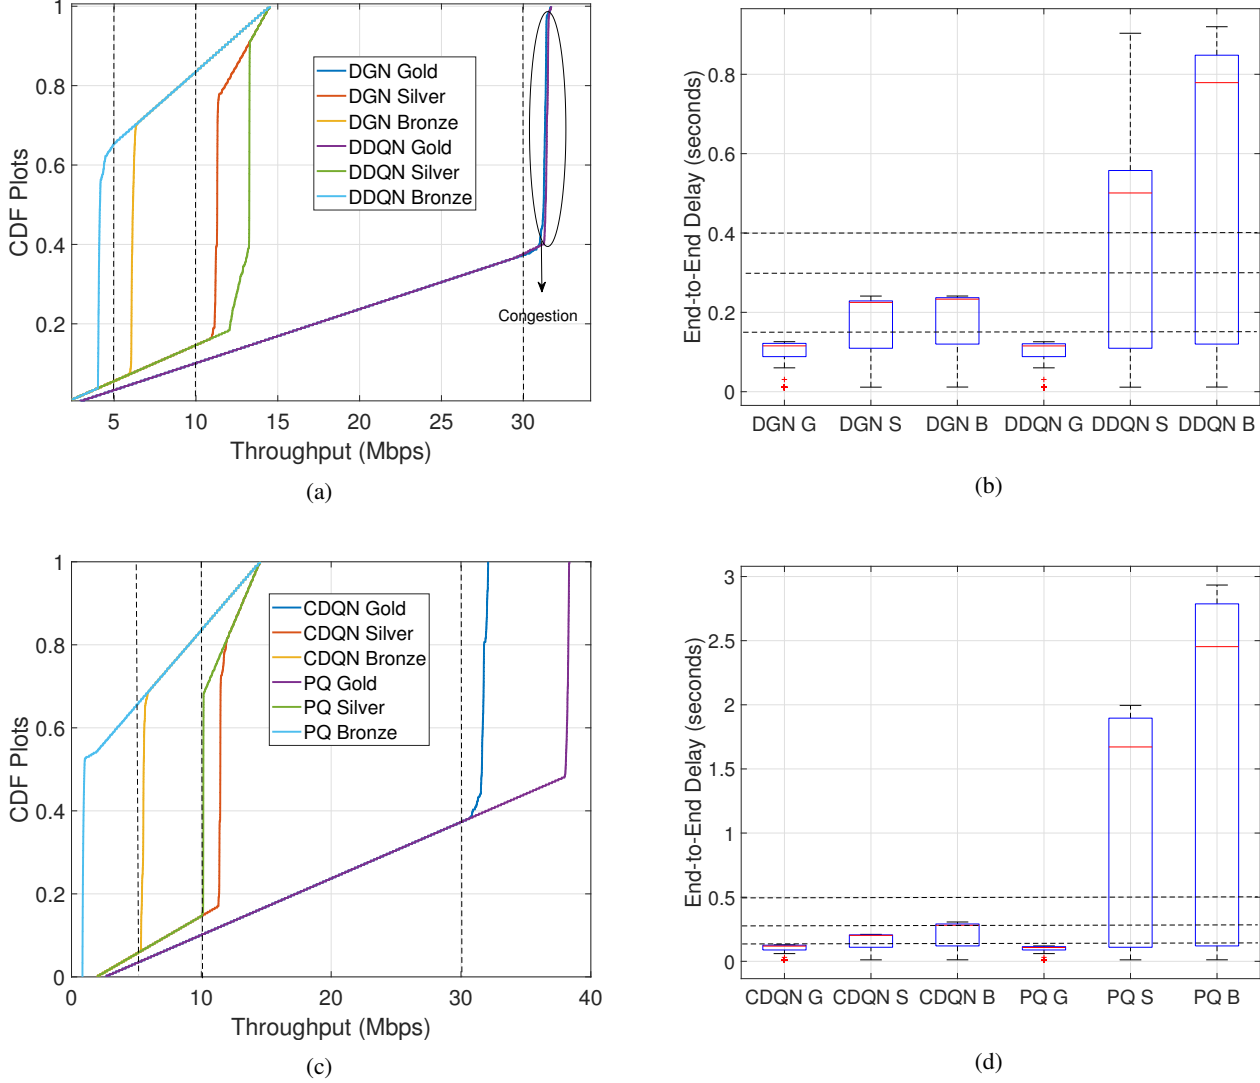 1
0.8
0.6
0.4
0.2
CDF Plots
DGN Gold
DGN Silver
DGN Bronze
DDQN Gold
DDQN Silver
DDQN Bronze
Congestion
5 10 15 20 25 30
Throughput (Mbps)
(a)
0.8
0.6
0.4
0.2
0
End-to-End Delay (seconds)
DGN G DGN S DGN B DDQN G DDQN S DDQN B
(b)
1
0.8
0.6
0.4
0.2
0
CDF Plots
CDQN Gold
CDQN Silver
CDQN Bronze
PQ Gold
PQ Silver
PQ Bronze
0 10 20 30 40
Throughput (Mbps)
(c)
3
2.5
2
1.5
1
0.5
0
End-to-End Delay (seconds)
CDQN G CDQN S CDQN B PQ G PQ S PQ B
(d)